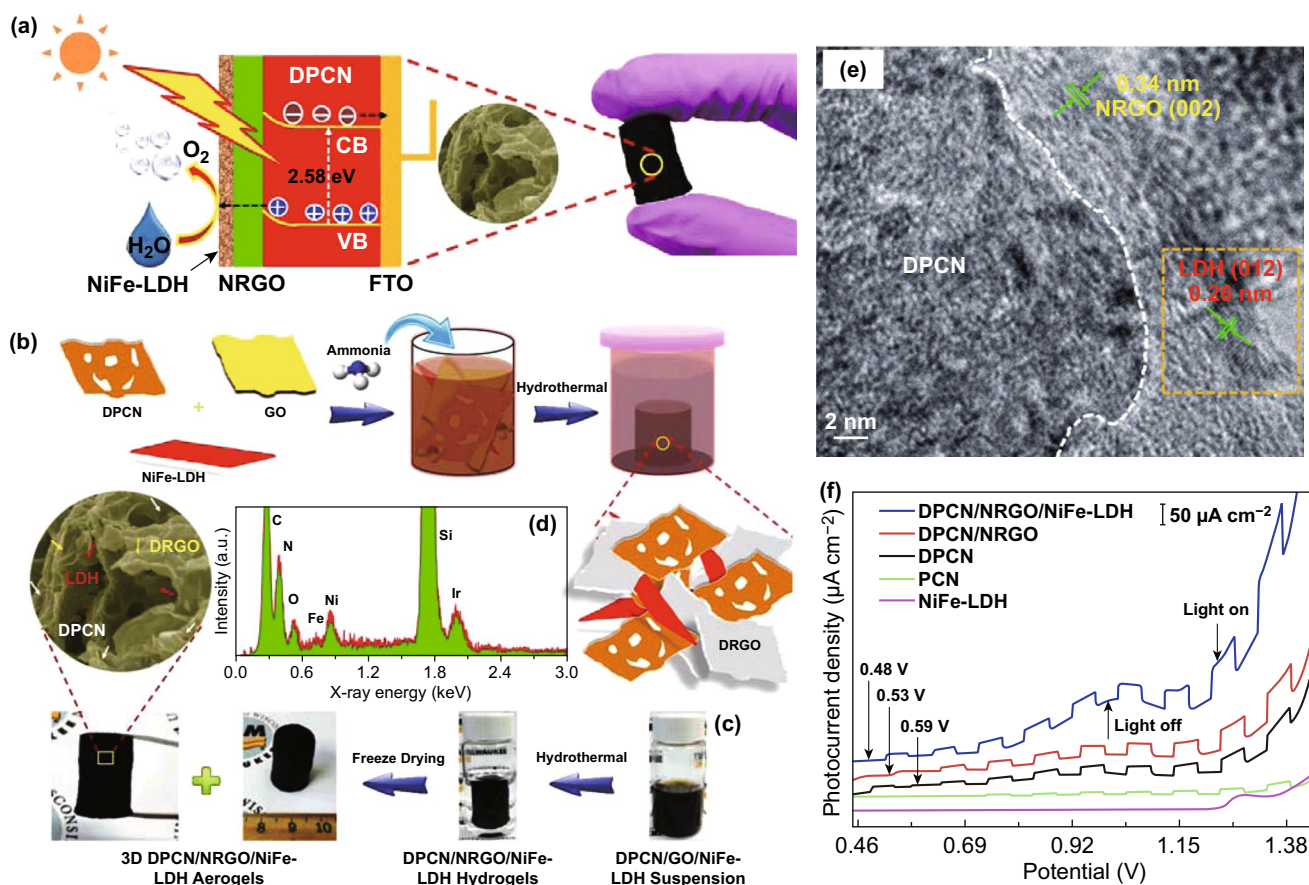 (a)
DPCN
O₂
CB
2.58 eV
VB
H₂O
NiFe-LDH
NRGO
FTO
(b)
DPCN
+
GO
NiFe-LDH
Ammonia
Hydrothermal
DRGO
LDH
DPCN
(d)
Intensity (a.u.)
C
N
O
Fe
Ni
Si
Ir
0.0
0.6
1.2
1.8
2.4
3.0
X-ray energy (keV)
DRGO
(c)
Freeze Drying
Hydrothermal
8 9 10
MILWAUKEE
3D DPCN/NRGO/NiFe-
LDH Aerogels
DPCN/NRGO/NiFe-
LDH Hydrogels
DPCN/GO/NiFe-
LDH Suspension
(e)
0.34 nm
NRGO (002)
DPCN
LDH (012)
0.26 nm
2 nm
(f)
Photocurrent density (µA cm⁻²)
DPCN/NRGO/NiFe-LDH
DPCN/NRGO
DPCN
PCN
NiFe-LDH
50 µA cm⁻²
Light on
Light off
0.48 V
0.53 V
0.59 V
0.46
0.69
0.92
1.15
1.38
Potential (V)